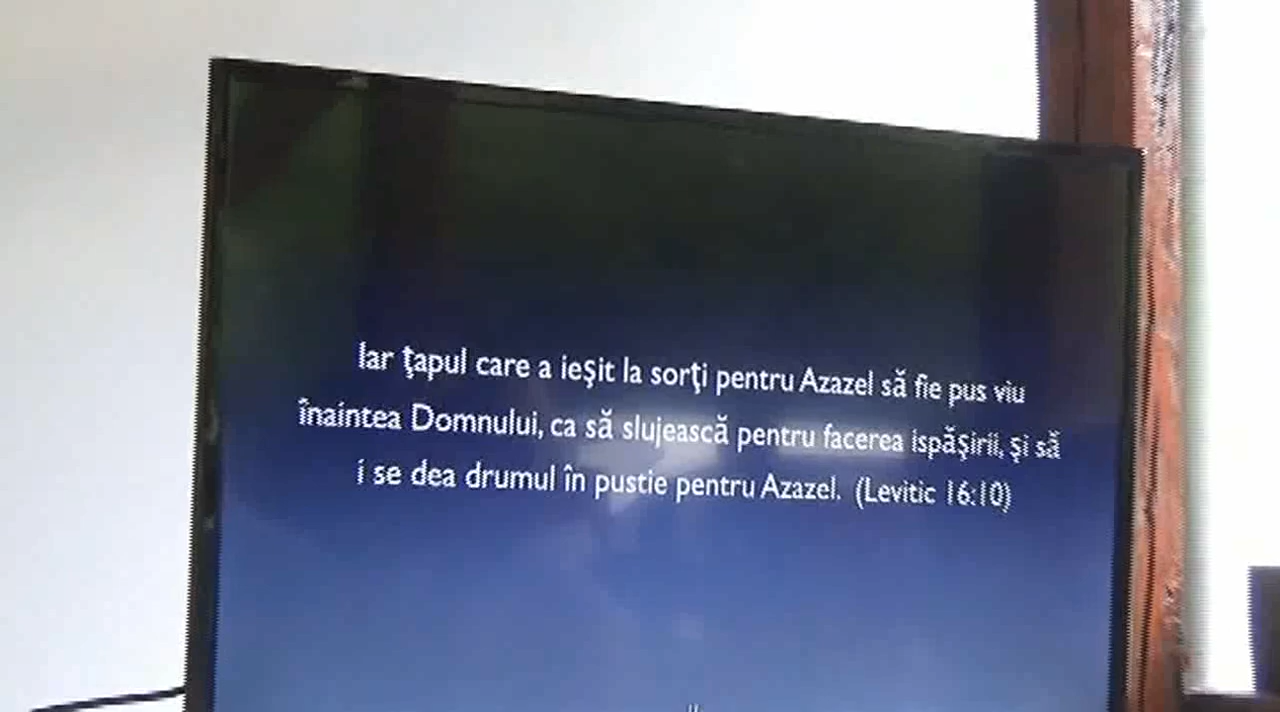 Iar ţapul care a ieşit la sorţi pentru Azazel să fie pus viu
înaintea Domnului, ca să slujească pentru facerea ispăşirii, şi să
i se dea drumul în pustie pentru Azazel. (Levitic 16:10)